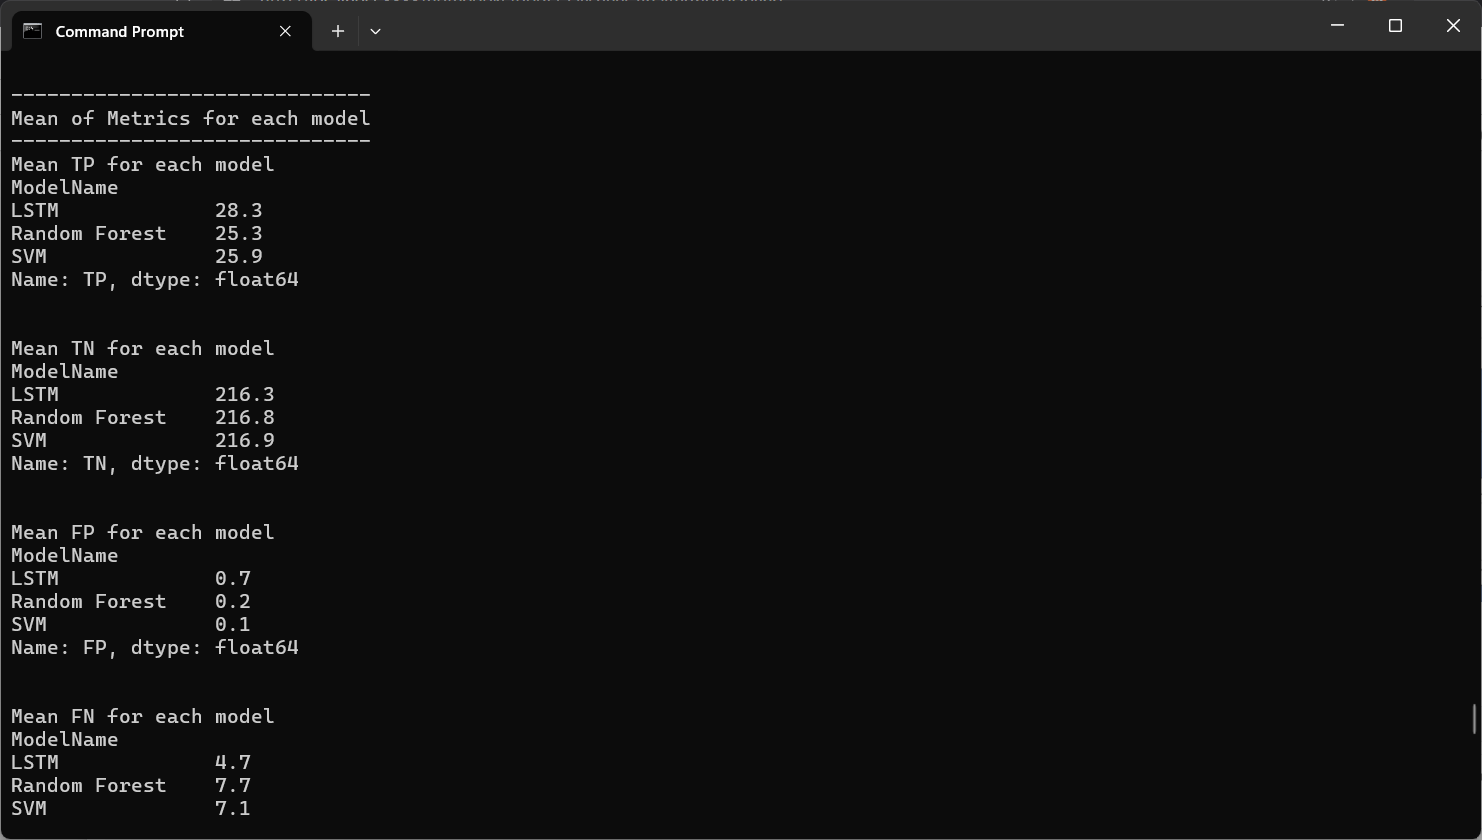 Command Prompt
------------------------------
Mean of Metrics for each model
------------------------------
Mean TP for each model
ModelName
LSTM             28.3
Random Forest    25.3
SVM              25.9
Name: TP, dtype: float64
Mean TN for each model
ModelName
LSTM             216.3
Random Forest    216.8
SVM              216.9
Name: TN, dtype: float64
Mean FP for each model
ModelName
LSTM             0.7
Random Forest    0.2
SVM              0.1
Name: FP, dtype: float64
Mean FN for each model
ModelName
LSTM             4.7
Random Forest    7.7
SVM              7.1